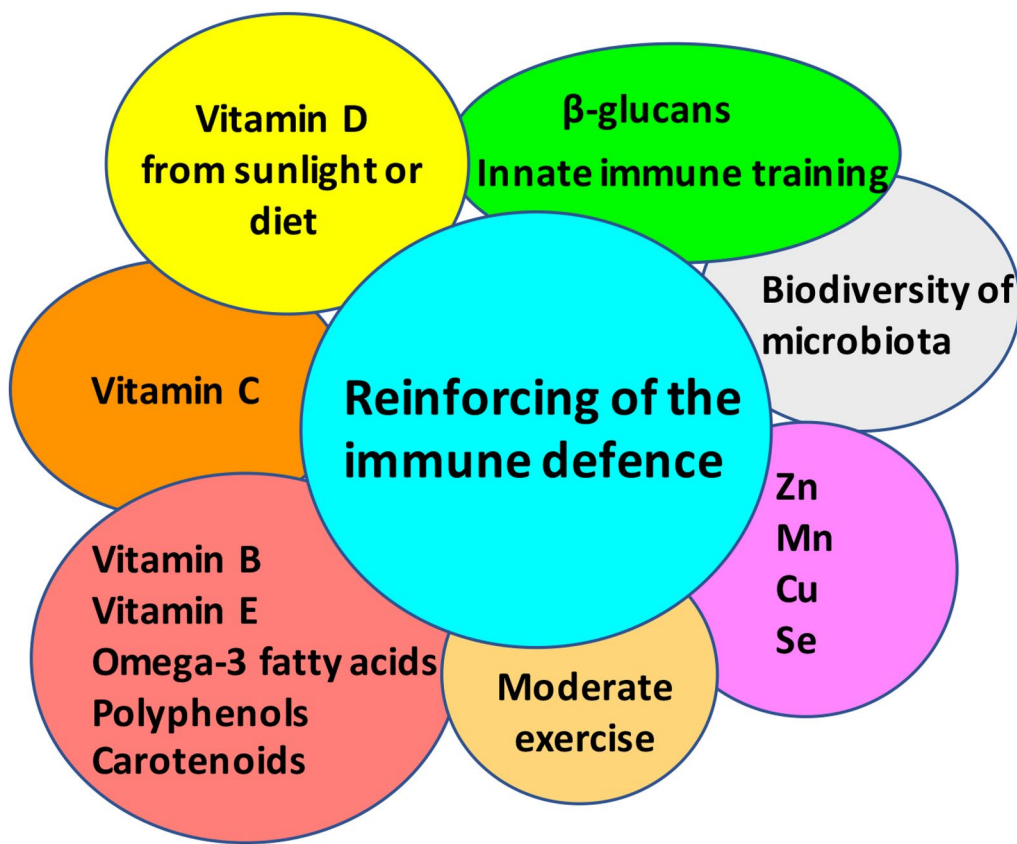 Vitamin D
from sunlight or
diet
β-glucans
Innate immune training
Biodiversity of
microbiota
Vitamin C
Reinforcing of the
immune defence
Zn
Mn
Cu
Se
Vitamin B
Vitamin E
Omega-3 fatty acids
Polyphenols
Carotenoids
Moderate
exercise